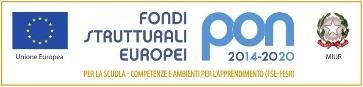 FONDI
STRUTTURALI
EUROPEI
pon
2014-2020
Unione Europea
MIUR
PER LA SCUOLA - COMPETENZE E AMBIENTI PER L'APPRENDIMENTO (FSE-FESR)